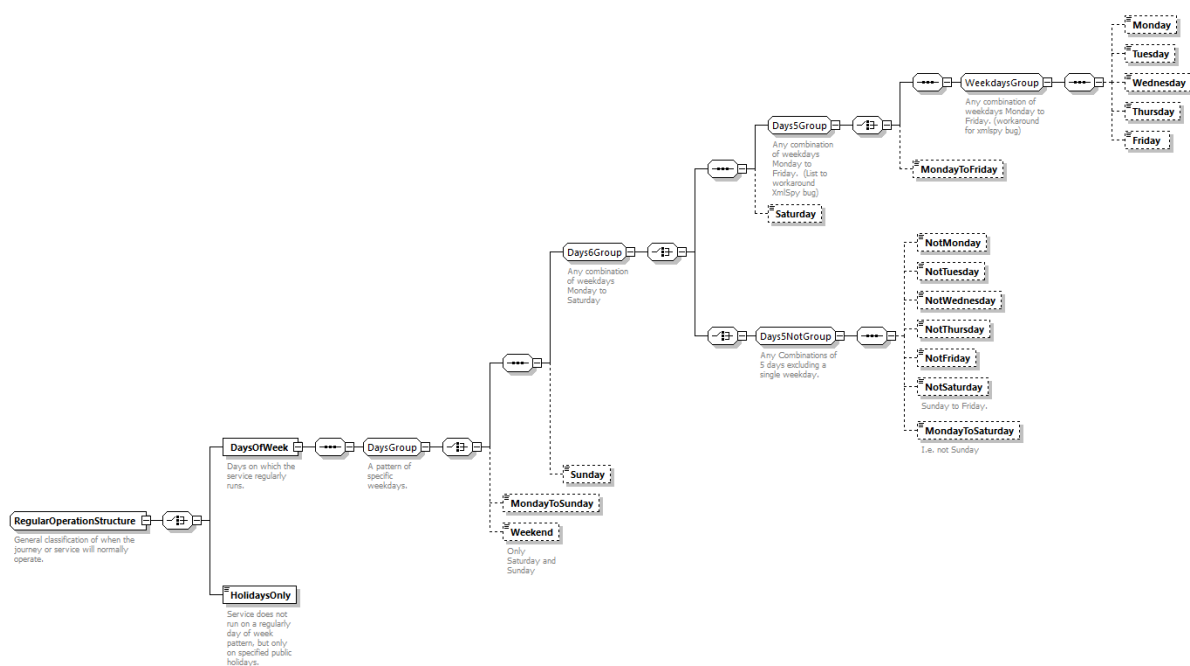 Monday
Tuesday
WeekdaysGroup
Wednesday
Any combination of
weekdays Monday to
Friday. (workaround
for xmlspy bug)
Thursday
Friday
Days5Group
Any combination
of weekdays
Monday to
Friday. (List to
workaround
XmlSpy bug)
MondayToFriday
Saturday
Days6Group
Any combination
of weekdays
Monday to
Saturday
NotMonday
NotTuesday
NotWednesday
NotThursday
NotFriday
NotSaturday
Sunday to Friday.
MondayToSaturday
I.e. not Sunday
Days5NotGroup
Any Combinations of
5 days excluding a
single weekday.
DaysOfWeek
Days on which the
service regularly
runs.
DaysGroup
A pattern of
specific
weekdays.
Sunday
MondayToSunday
Weekend
Only
Saturday and
Sunday
RegularOperationStructure
General classification of when the
journey or service will normally
operate.
HolidaysOnly
Service does not
run on a regularly
day of week
pattern, but only
on specified public
holidays.